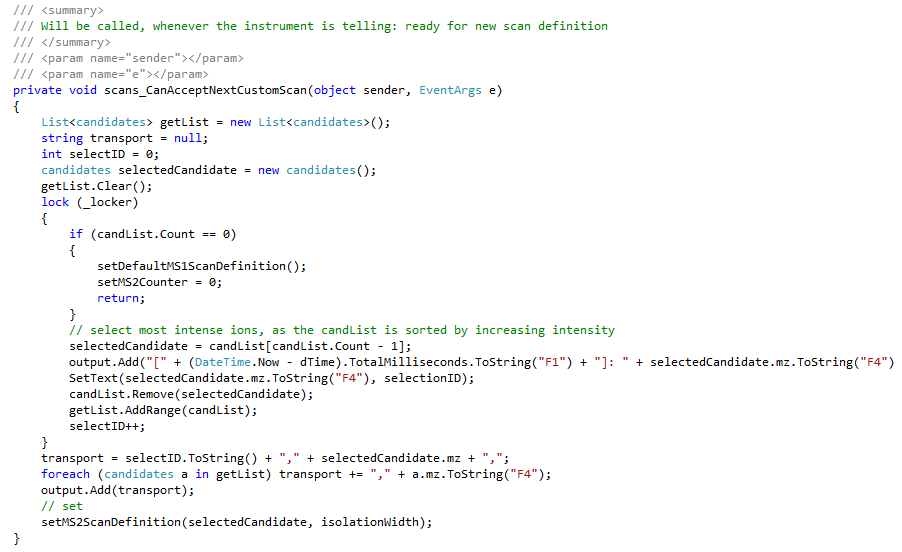 /// <summary>
/// Will be called, whenever the instrument is telling: ready for new scan definition
/// </summary>
/// <param name="sender"></param>
/// <param name="e"></param>
private void scans_CanAcceptNextCustomScan(object sender, EventArgs e)
{
    List<candidates> getList = new List<candidates>();
    string transport = null;
    int selectID = 0;
    candidates selectedCandidate = new candidates();
    getList.Clear();
    lock (_locker)
    {
        if (candList.Count == 0)
        {
            setDefaultMS1ScanDefinition();
            setMS2Counter = 0;
            return;
        }
        // select most intense ions, as the candList is sorted by increasing intensity
        selectedCandidate = candList[candList.Count - 1];
        output.Add("[" + (DateTime.Now - dTime).TotalMilliseconds.ToString("F1") + "]: " + selectedCandidate.mz.ToString("F4")
        SetText(selectedCandidate.mz.ToString("F4"), selectionID);
        candList.Remove(selectedCandidate);
        getList.AddRange(candList);
        selectID++;
    }
    transport = selectID.ToString() + "," + selectedCandidate.mz + ",";
    foreach (candidates a in getList) transport += "," + a.mz.ToString("F4");
    output.Add(transport);
    // set
    setMS2ScanDefinition(selectedCandidate, isolationWidth);
}